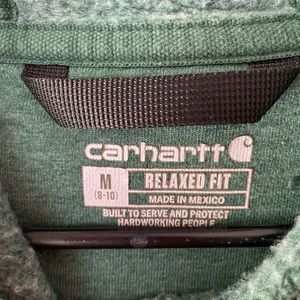 carhartt
M
(8-10)
RELAXED FIT
MADE IN MEXICO
BUILT TO SERVE AND PROTECT
HARDWORKING PEOPLE